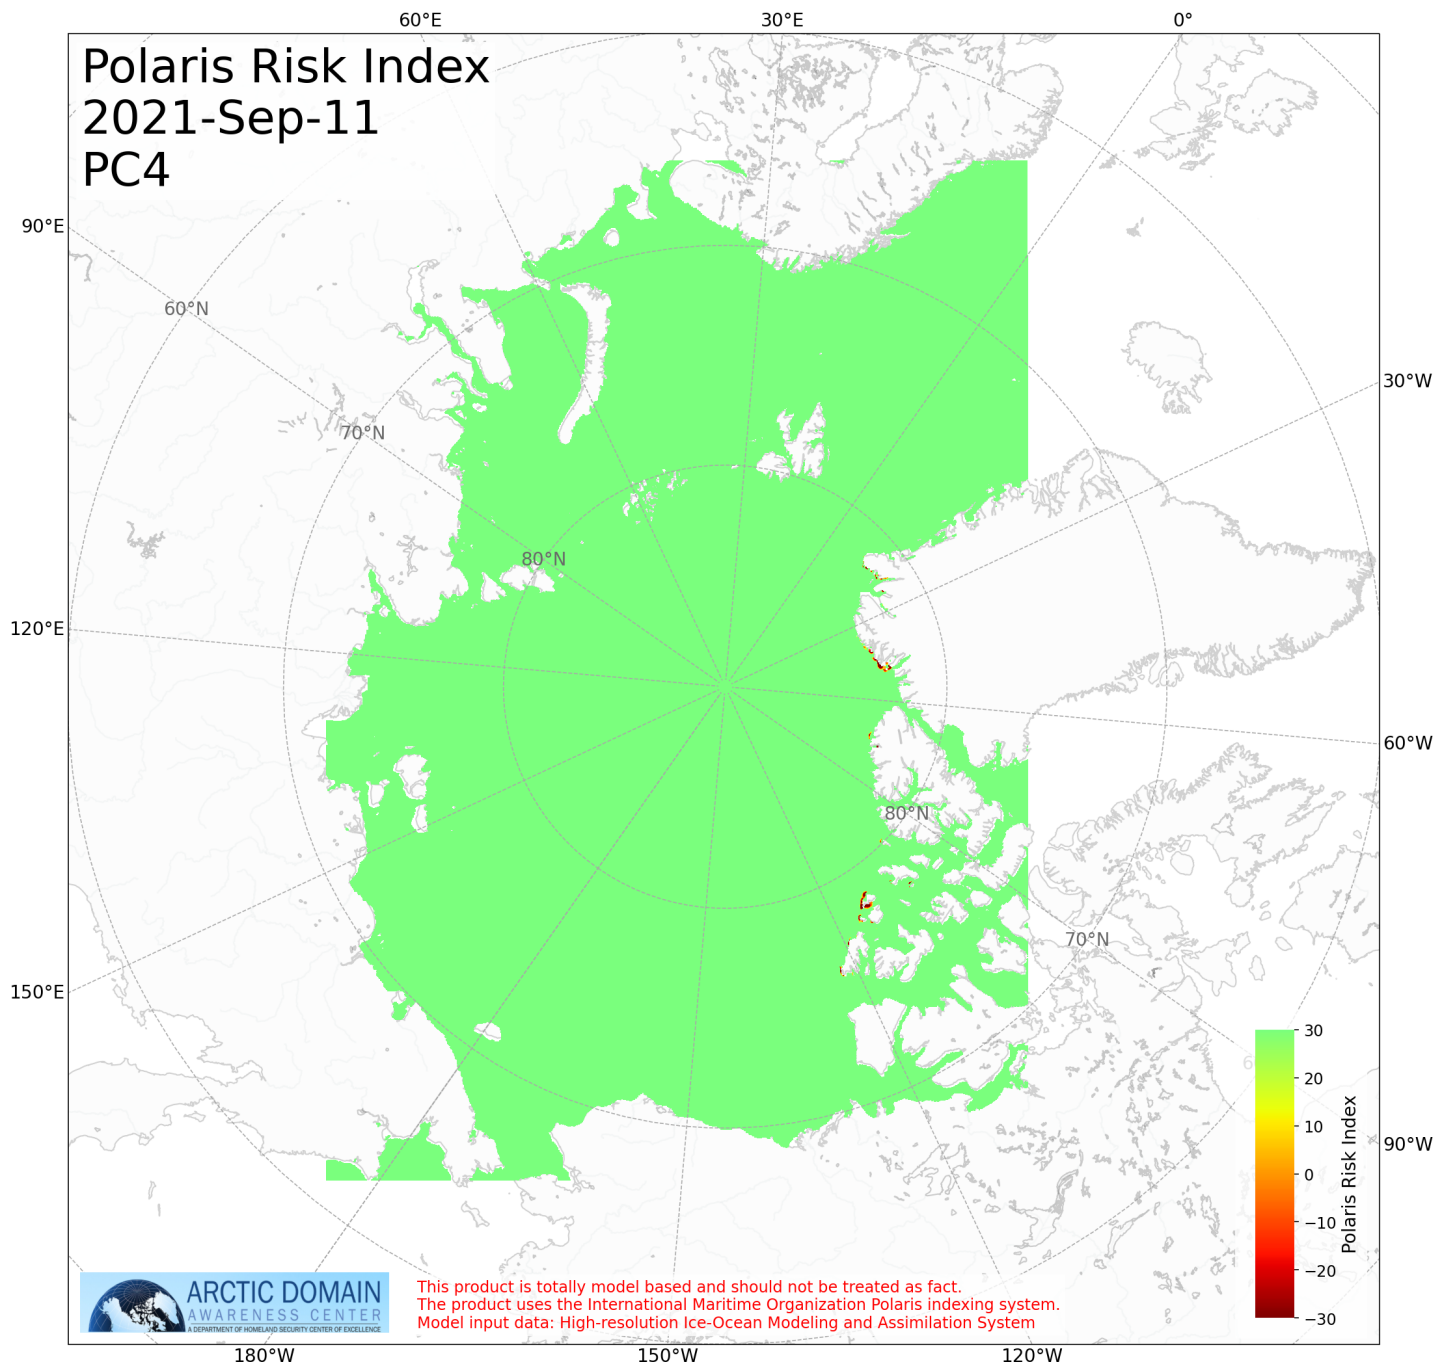 60°E 30°E 0°
Polaris Risk Index
2021-Sep-11
PC4
90°E
60°N
30°W
70°N
80°N
120°E
60°W
80°N
70°N
150°E
30
20
10
0
−10
−20
−30
Polaris Risk Index
90°W
ARCTIC DOMAIN
AWARENESS CENTER
A DEPARTMENT OF HOMELAND SECURITY CENTER OF EXCELLENCE
This product is totally model based and should not be treated as fact.
The product uses the International Maritime Organization Polaris indexing system.
Model input data: High-resolution Ice-Ocean Modeling and Assimilation System
180°W 150°W 120°W